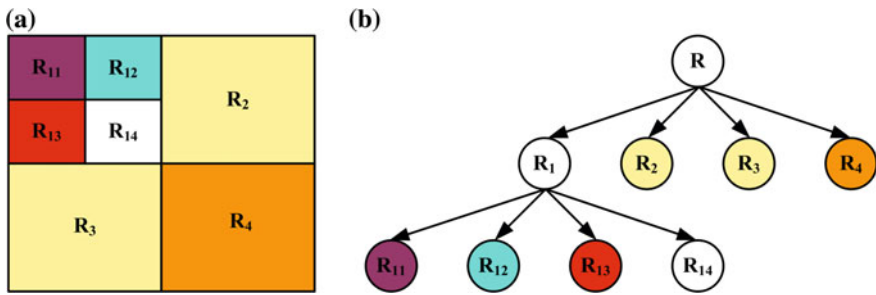 (a)
R11 R12
R2
R13 R14
R3 R4
(b)
R
R1 R2 R3 R4
R11 R12 R13 R14